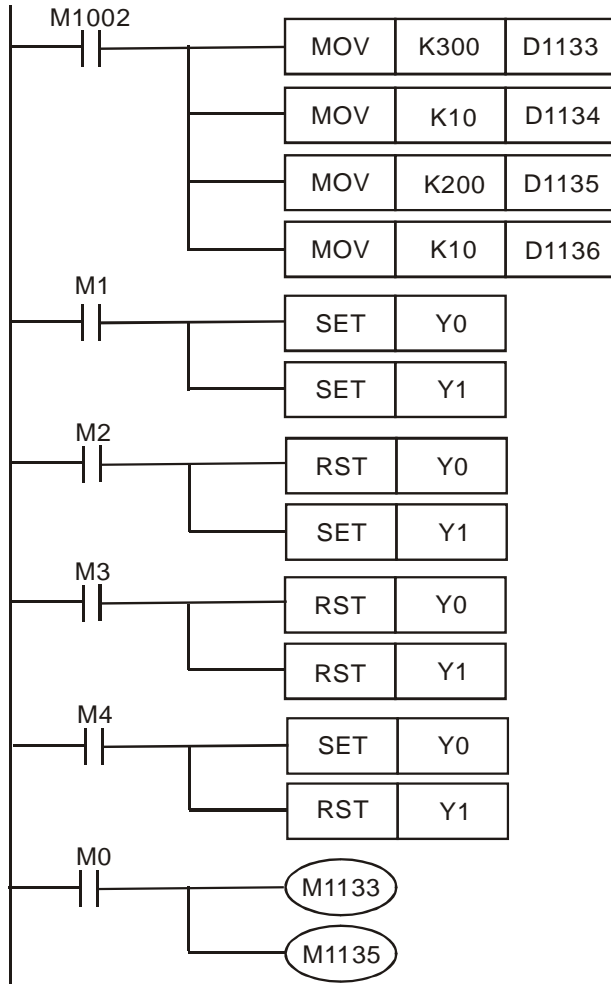 M1002
MOV K300 D1133
MOV K10 D1134
MOV K200 D1135
MOV K10 D1136
M1
SET Y0
SET Y1
M2
RST Y0
SET Y1
M3
RST Y0
RST Y1
M4
SET Y0
RST Y1
M0
M1133
M1135